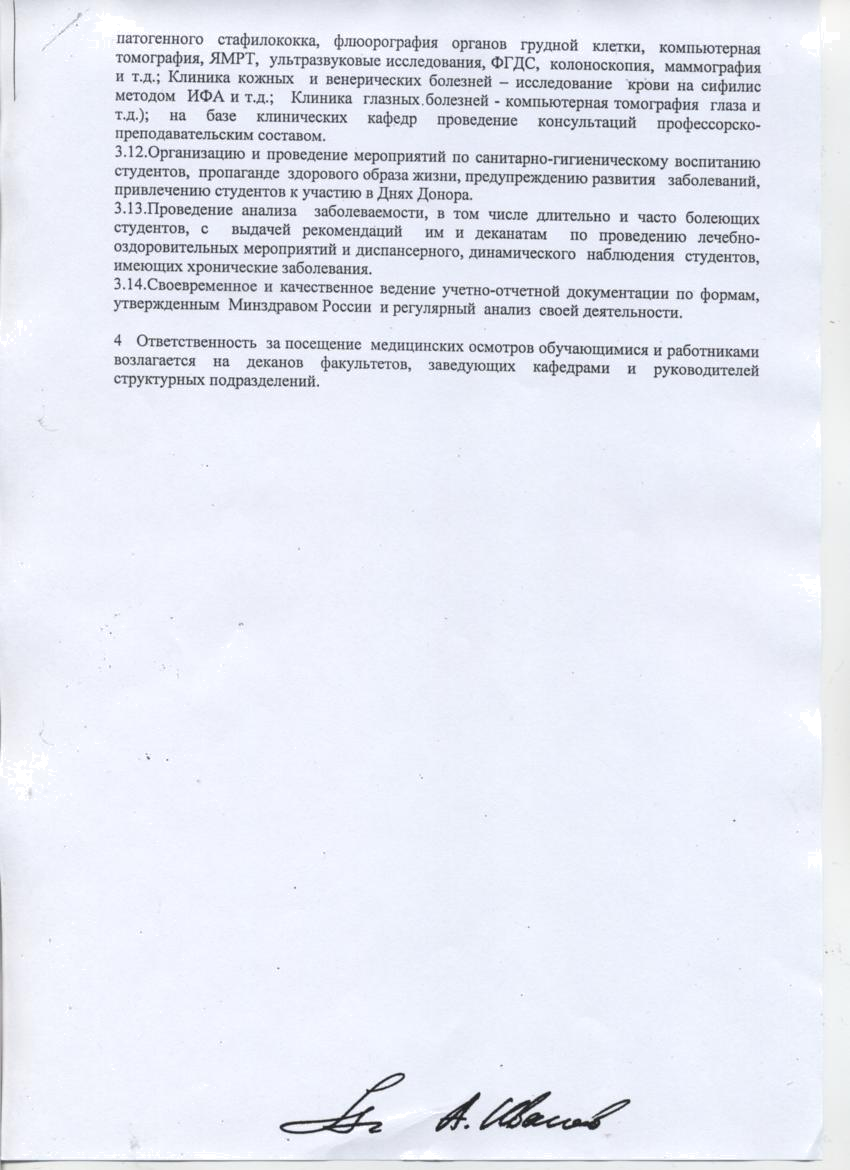 патогенного стафилококка, флюорография органов грудной клетки, компьютерная
томография, ЯМРТ, ультразвуковые исследования, ФГДС, колоноскопия, маммография
и т.д.; Клиника кожных и венерических болезней – исследование крови на сифилис
методом ИФА и т.д.; Клиника глазных болезней - компьютерная томография глаза и
т.д.); на базе клинических кафедр проведение консультаций профессорско-
преподавательским составом.
3.12.Организацию и проведение мероприятий по санитарно-гигиеническому воспитанию
студентов, пропаганде здорового образа жизни, предупреждению развития заболеваний,
привлечению студентов к участию в Днях Донора.
3.13.Проведение анализа заболеваемости, в том числе длительно и часто болеющих
студентов, с выдачей рекомендаций им и деканатам по проведению лечебно-
оздоровительных мероприятий и диспансерного, динамического наблюдения студентов,
имеющих хронические заболевания.
3.14.Своевременное и качественное ведение учетно-отчетной документации по формам,
утвержденным Минздравом России и регулярный анализ своей деятельности.
4 Ответственность за посещение медицинских осмотров обучающимися и работниками
возлагается на деканов факультетов, заведующих кафедрами и руководителей
структурных подразделений.
А. Иванов